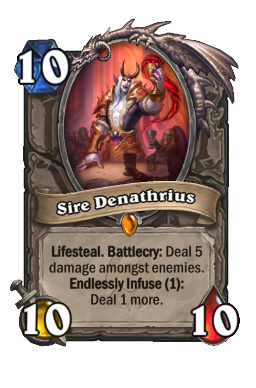 10
Sire Denathrius
Lifesteal. Battlecry: Deal 5
damage amongst enemies.
Endlessly Infuse (1):
Deal 1 more.
10
10